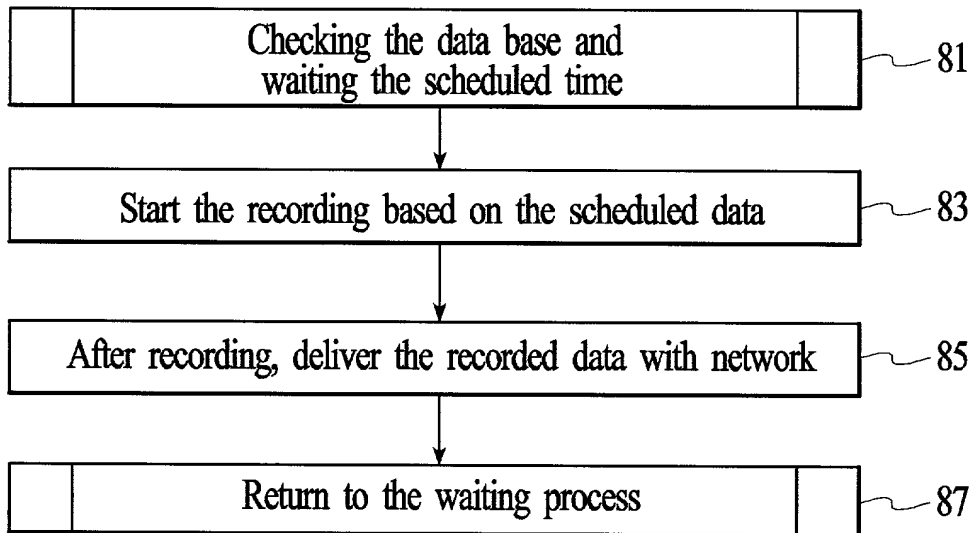 Checking the data base and
waiting the scheduled time
81
Start the recording based on the scheduled data
83
After recording, deliver the recorded data with network
85
Return to the waiting process
87